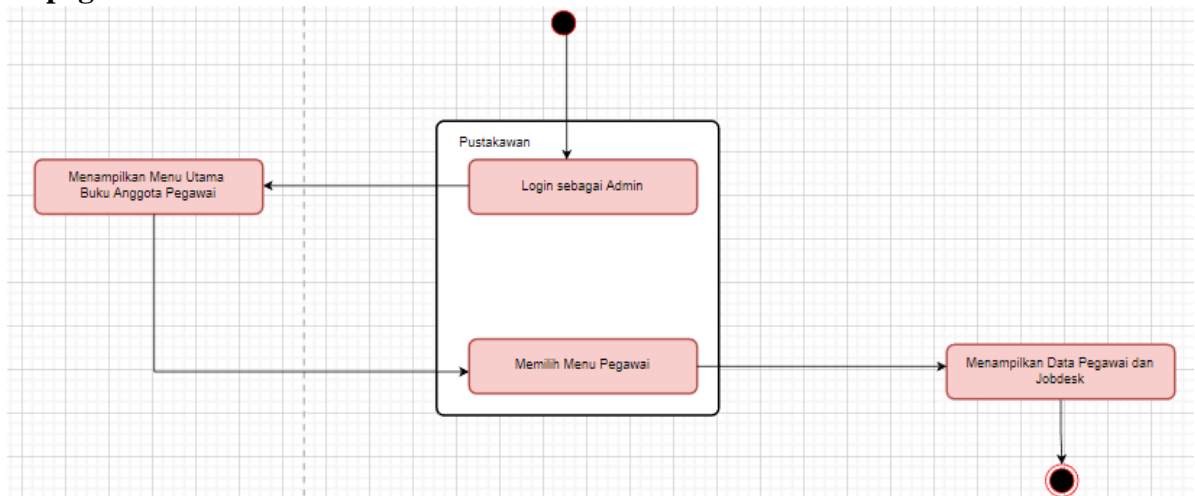 Pustakawan
Login sebagai Admin
Menampilkan Menu Utama
Buku Anggota Pegawai
Memilih Menu Pegawai
Menampilkan Data Pegawai dan
Jobdesk